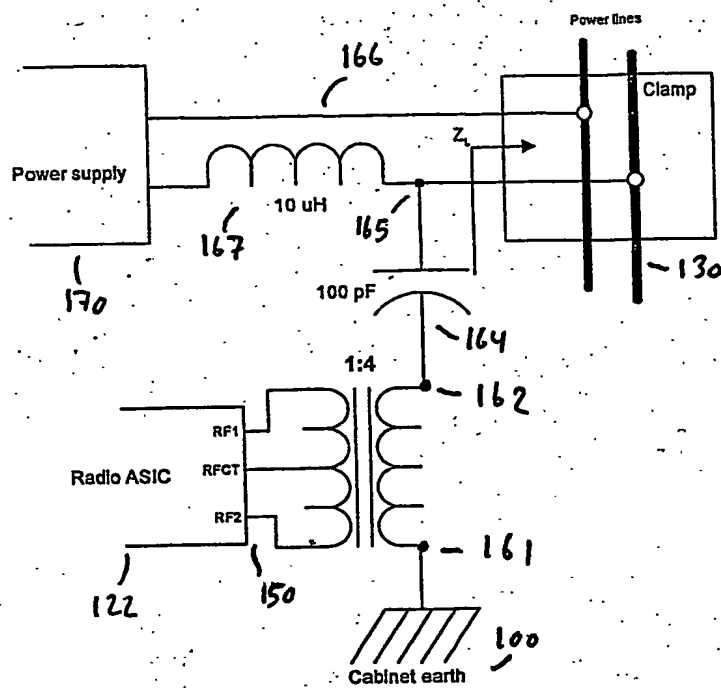 Power lines
166
Clamp
Z_L
Power supply
10 uH
167
165
130
170
100 pF
164
1:4
162
RF1
Radio ASIC
RFCT
RF2
161
122
150
100
Cabinet earth